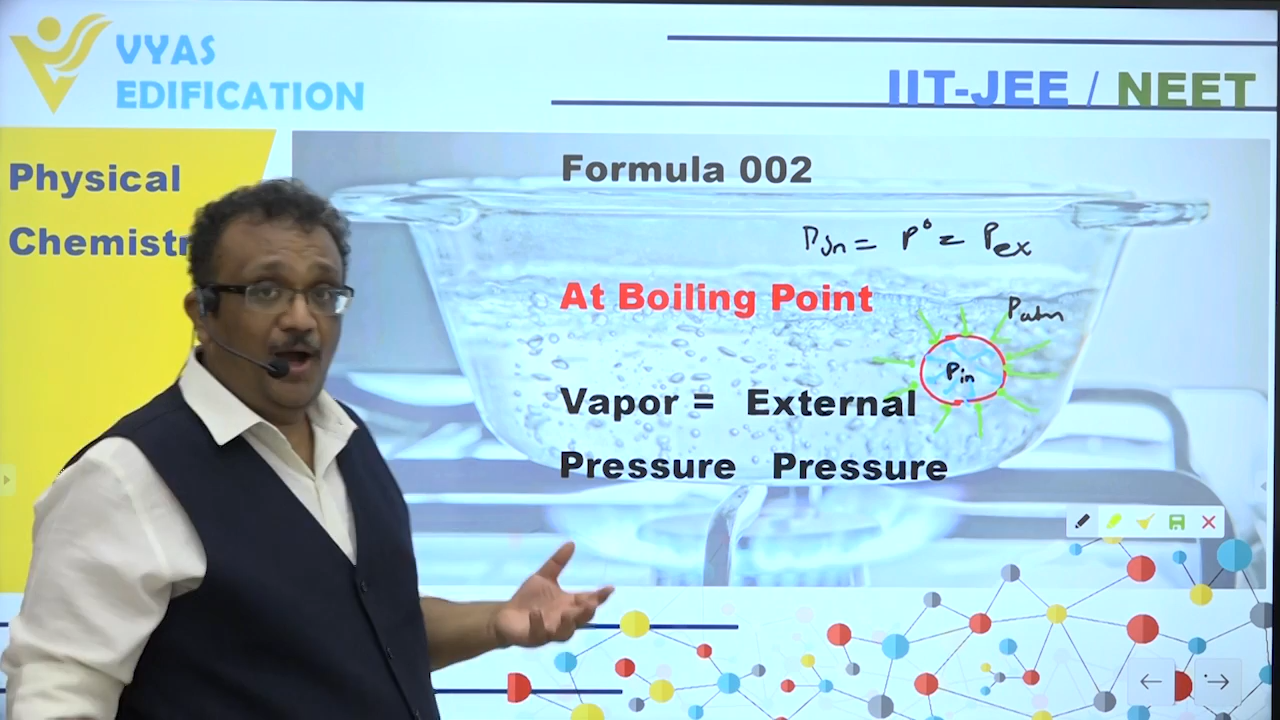 VYAS
EDIFICATION
IIT-JEE / NEET
Physical
Chemistr
Formula 002
Pin = P° = Pex
At Boiling Point
Patm
Pin
Vapor = External
Pressure Pressure